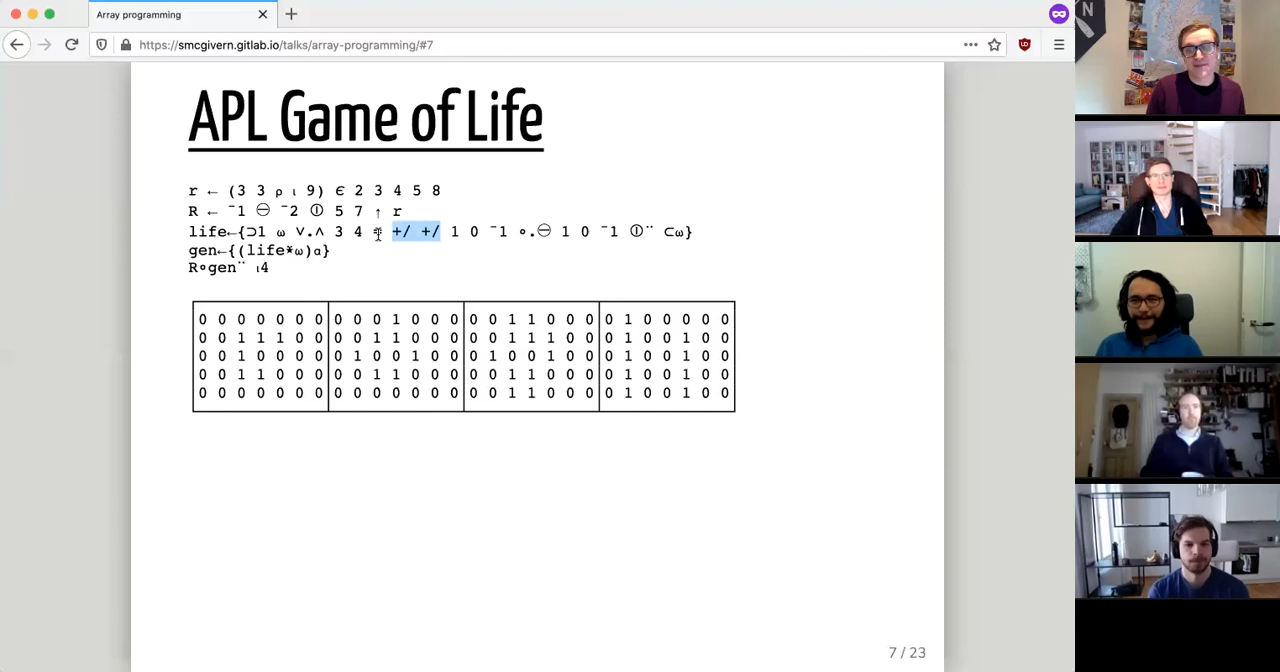 Array programming
https://smcgivern.gitlab.io/talks/array-programming/#7
N
APL Game of Life
r ← (3 3 ⍴ ⍳ 9) ∊ 2 3 4 5 8
R ← ¯1 ⊖ ¯2 ⌽ 5 7 ↑ r
life←{⊃1 ⍵ ∨.∧ 3 4 = +/ +/ 1 0 ¯1 ∘.⊖ 1 0 ¯1 ⌽¨ ⊂⍵}
gen←{(life⍣⍵)⍺}
R∘gen¨ ⍳4
0 0 0 0 0 0 0 0 0 0 1 0 0 0 0 0 1 1 0 0 0 0 1 0 0 0 0 0
0 0 1 1 1 0 0 0 0 1 1 0 0 0 0 0 1 1 1 0 0 0 1 0 0 1 0 0
0 0 1 0 0 0 0 0 1 0 0 1 0 0 0 1 0 0 1 0 0 0 1 0 0 1 0 0
0 0 1 1 0 0 0 0 0 1 1 0 0 0 0 0 1 1 1 0 0 0 1 0 0 1 0 0
0 0 0 0 0 0 0 0 0 0 0 0 0 0 0 0 1 1 0 0 0 0 1 0 0 1 0 0
7 / 23